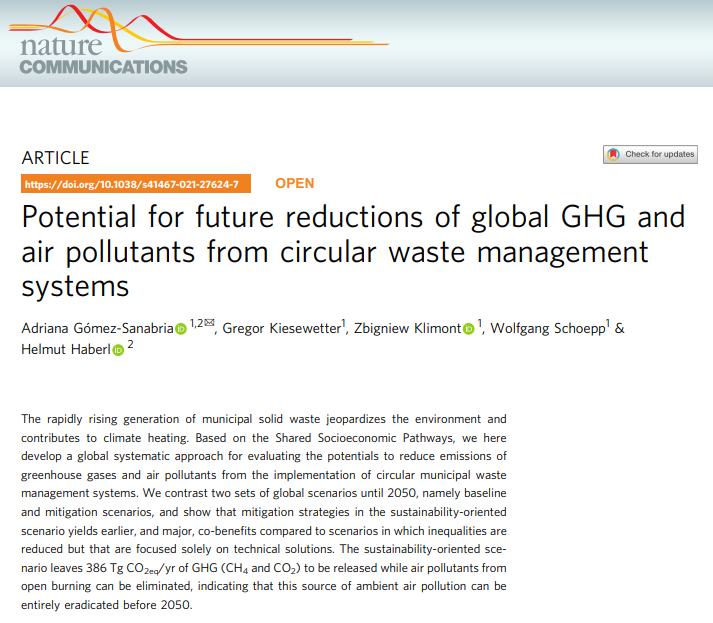 nature
COMMUNICATIONS
ARTICLE
Check for updates
https://doi.org/10.1038/s41467-021-27624-7
OPEN
Potential for future reductions of global GHG and
air pollutants from circular waste management
systems
Adriana Gómez-Sanabria iD 1,2✉, Gregor Kiesewetter1, Zbigniew Klimont iD 1, Wolfgang Schoepp1 &
Helmut Haberl iD 2
The rapidly rising generation of municipal solid waste jeopardizes the environment and
contributes to climate heating. Based on the Shared Socioeconomic Pathways, we here
develop a global systematic approach for evaluating the potentials to reduce emissions of
greenhouse gases and air pollutants from the implementation of circular municipal waste
management systems. We contrast two sets of global scenarios until 2050, namely baseline
and mitigation scenarios, and show that mitigation strategies in the sustainability-oriented
scenario yields earlier, and major, co-benefits compared to scenarios in which inequalities are
reduced but that are focused solely on technical solutions. The sustainability-oriented sce-
nario leaves 386 Tg CO2eq/yr of GHG (CH4 and CO2) to be released while air pollutants from
open burning can be eliminated, indicating that this source of ambient air pollution can be
entirely eradicated before 2050.